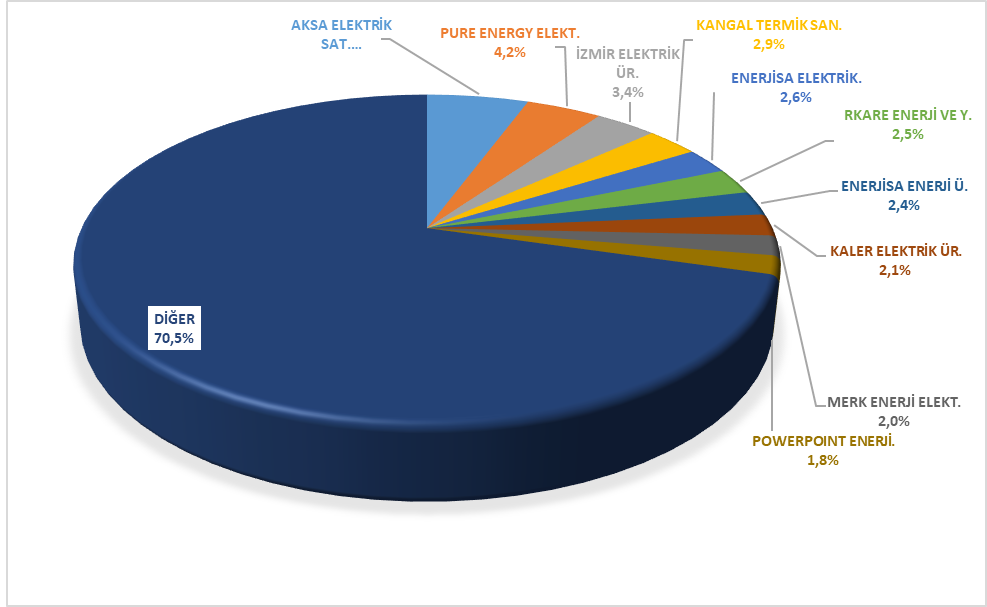 AKSA ELEKTRİK
SAT....
PURE ENERGY ELEKT.
4,2%
İZMİR ELEKTRİK
ÜR.
3,4%
KANGAL TERMİK SAN.
2,9%
ENERJİSA ELEKTRİK.
2,6%
RKARE ENERJİ VE Y.
2,5%
ENERJİSA ENERJİ Ü.
2,4%
KALER ELEKTRİK ÜR.
2,1%
MERK ENERJİ ELEKT.
2,0%
POWERPOINT ENERJİ.
1,8%
DİĞER
70,5%